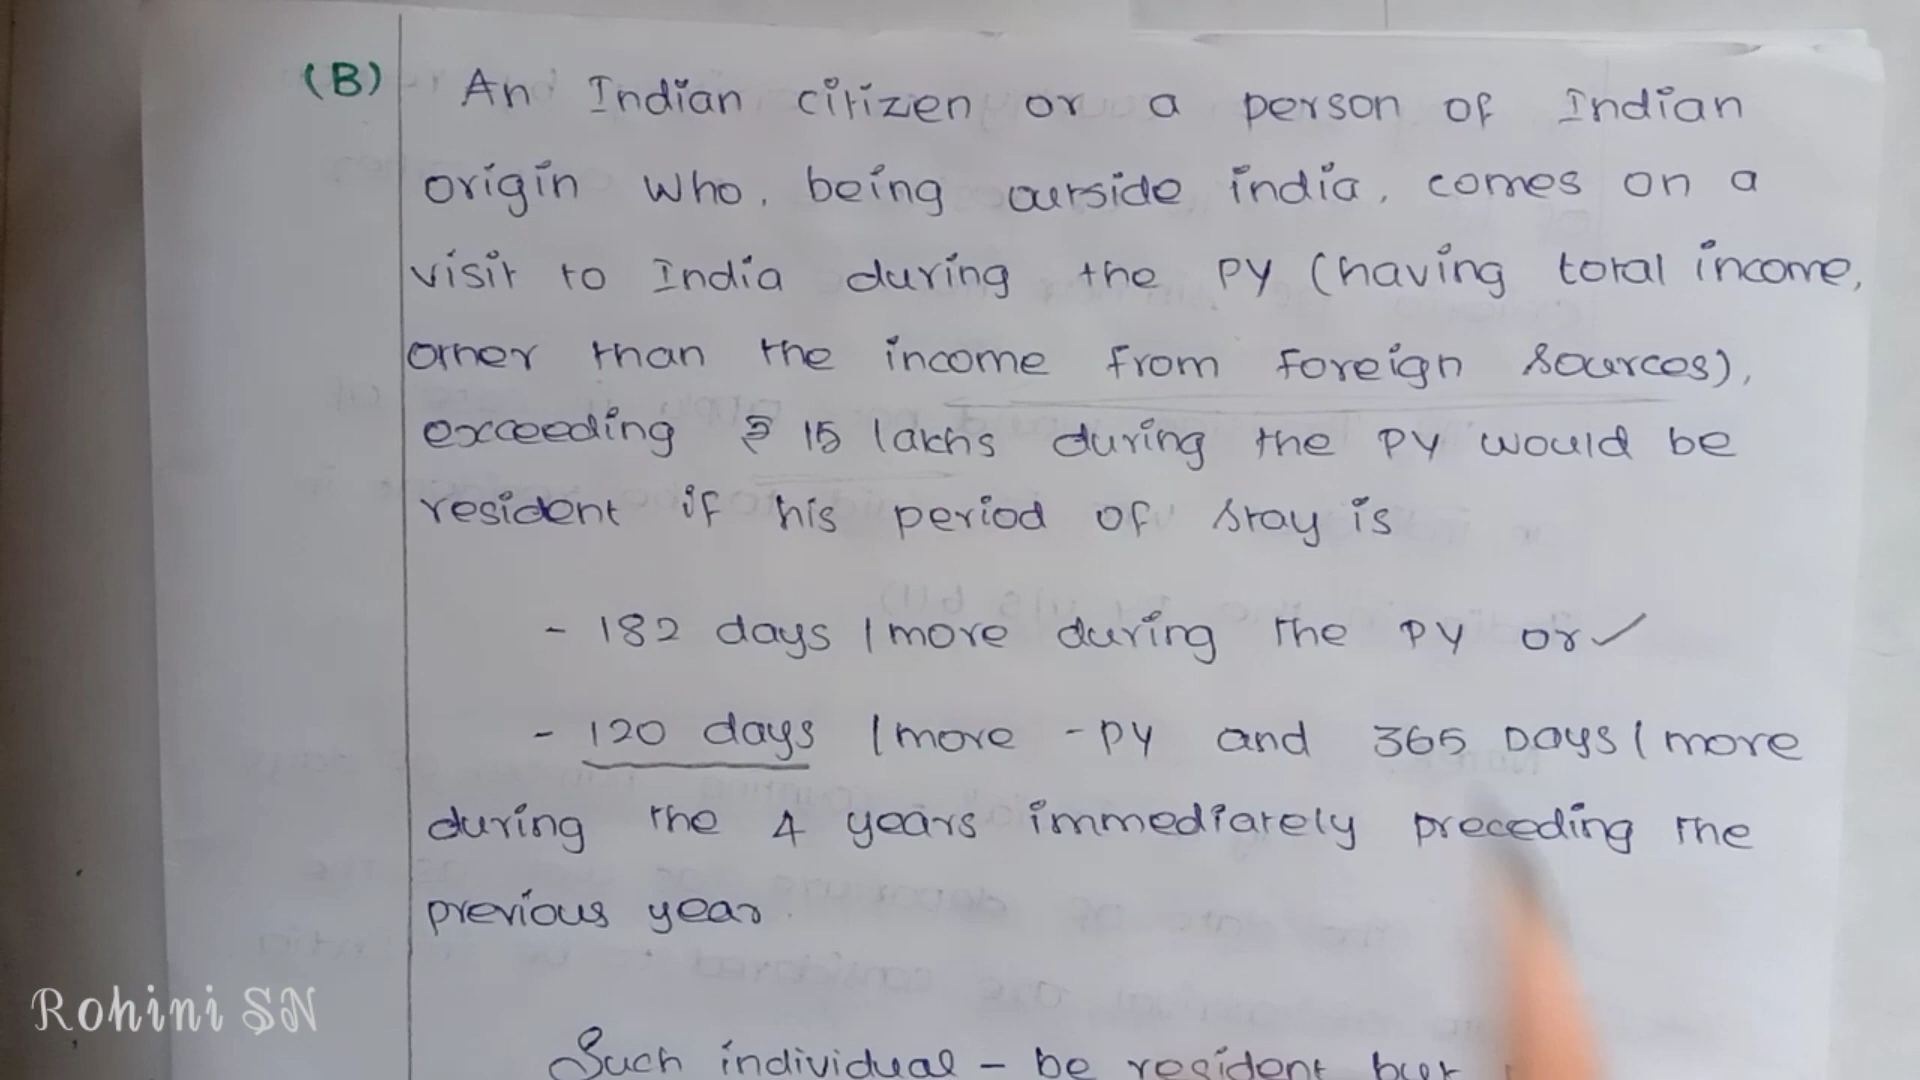 (B) An Indian citizen or a person of Indian
origin who, being outside india, comes on a
visit to India during the PY (having total income,
other than the income from foreign sources),
exceeding ₹ 15 lakhs during the PY would be
resident if his period of stay is
- 182 days / more during the PY or ✓
- 120 days / more - PY and 365 Days / more
during the 4 years immediately preceding the
previous year.
Such individual - be resident but
Rohini SN